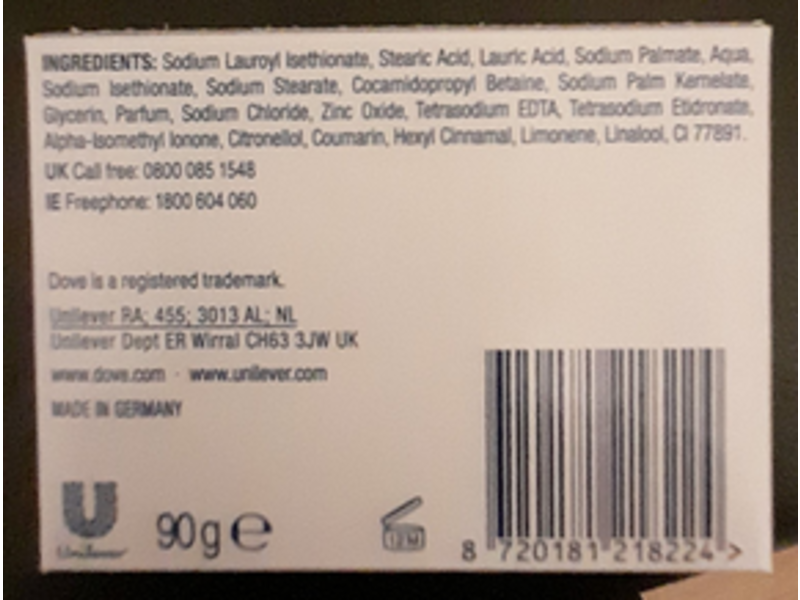 INGREDIENTS: Sodium Lauroyl Isethionate, Stearic Acid, Lauric Acid, Sodium Palmate, Aqua,
Sodium Isethionate, Sodium Stearate, Cocamidopropyl Betaine, Sodium Palm Kernelate,
Glycerin, Parfum, Sodium Chloride, Zinc Oxide, Tetrasodium EDTA, Tetrasodium Etidronate,
Alpha-Isomethyl Ionone, Citronellol, Coumarin, Hexyl Cinnamal, Limonene, Linalool, CI 77891.
UK Call free: 0800 085 1548
IE Freephone: 1800 604 060
Dove is a registered trademark.
Unilever RA; 455; 3013 AL; NL
Unilever Dept ER Wirral CH63 3JW UK
www.dove.com · www.unilever.com
MADE IN GERMANY
Unilever
90g e
12M
8 720181 218224 >